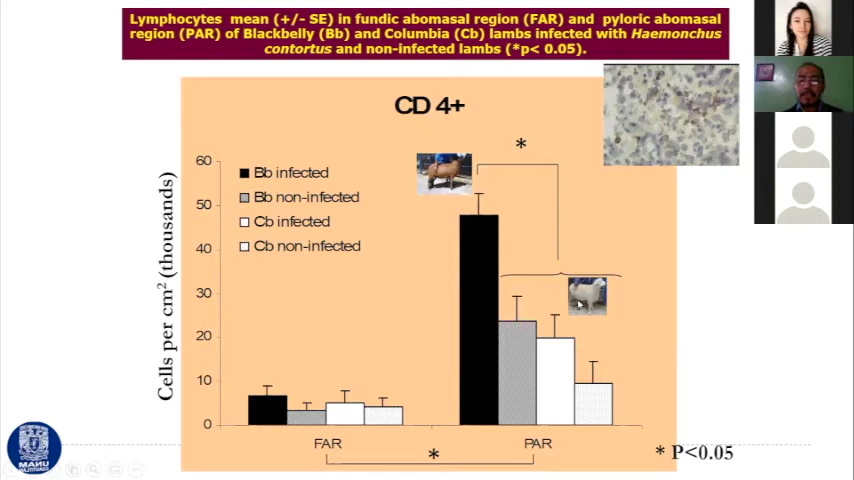 Lymphocytes mean (+/- SE) in fundic abomasal region (FAR) and pyloric abomasal
region (PAR) of Blackbelly (Bb) and Columbia (Cb) lambs infected with Haemonchus
contortus and non-infected lambs (*p< 0.05).
CD 4+
*
60
50
40
30
20
10
0
Cells per cm² (thousands)
Bb infected
Bb non-infected
Cb infected
Cb non-infected
FAR
PAR
*
* P<0.05
UNAM